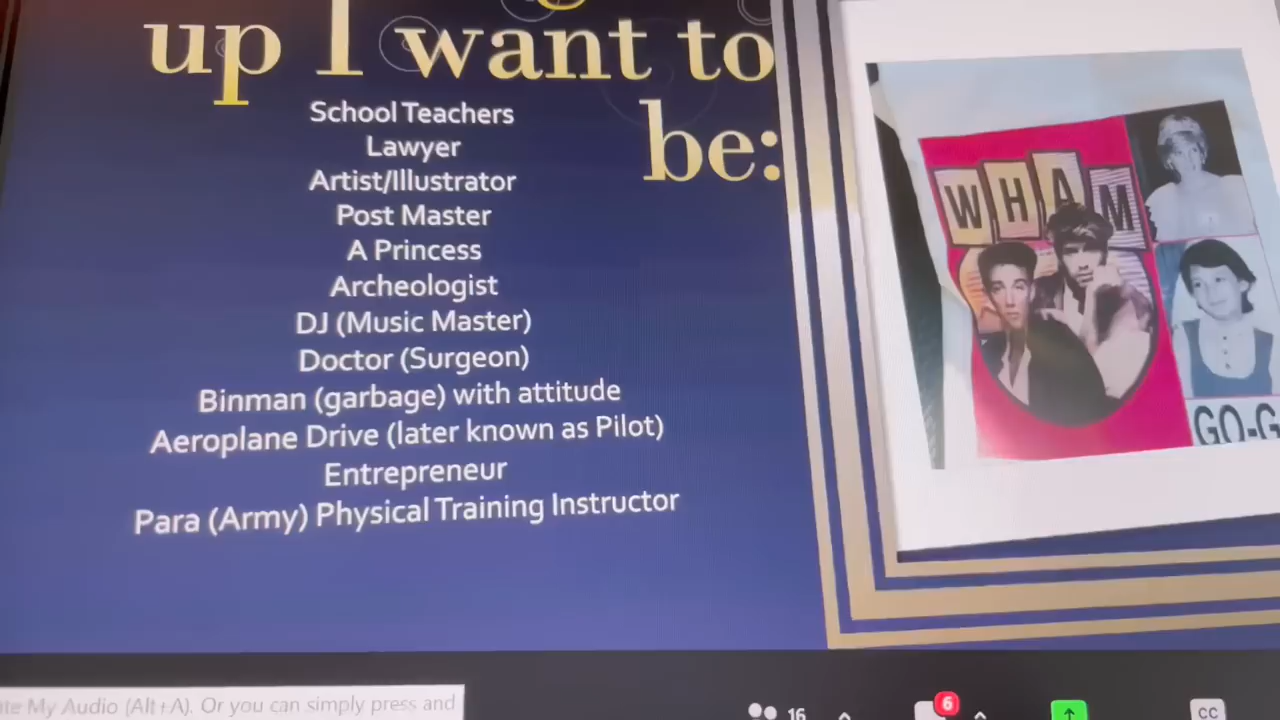 up I want to
be:
School Teachers
Lawyer
Artist/Illustrator
Post Master
A Princess
Archeologist
DJ (Music Master)
Doctor (Surgeon)
Binman (garbage) with attitude
Aeroplane Drive (later known as Pilot)
Entrepreneur
Para (Army) Physical Training Instructor
WHAM
GO-G
te My Audio (Alt+A). Or you can simply press and
16
6
CC